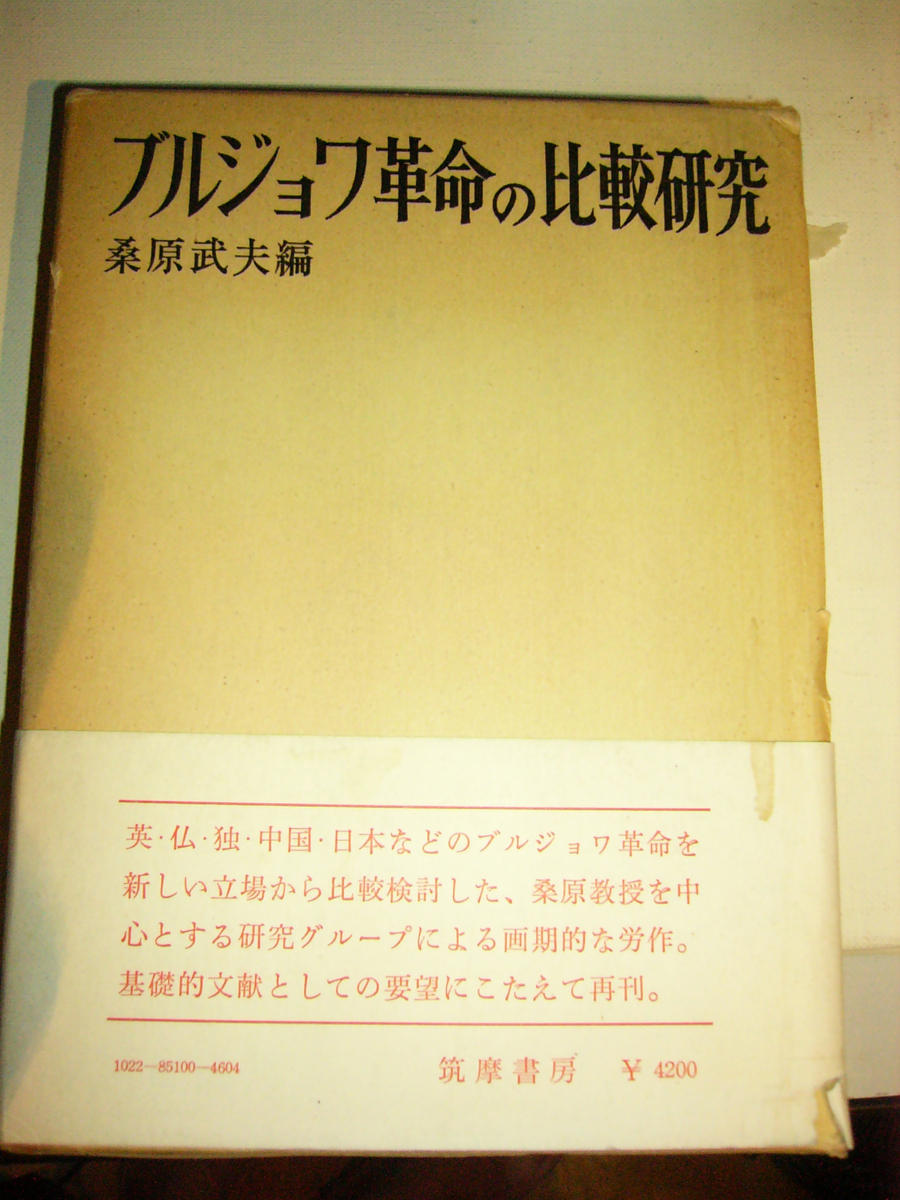 ブルジョワ革命の比較研究
桑原武夫編
英·仏·独·中国·日本などのブルジョワ革命を
新しい立場から比較検討した、桑原教授を中
心とする研究グループによる画期的な労作。
基礎的文献としての要望にこたえて再刊。
1022—85100—4604 筑摩書房 ¥ 4200